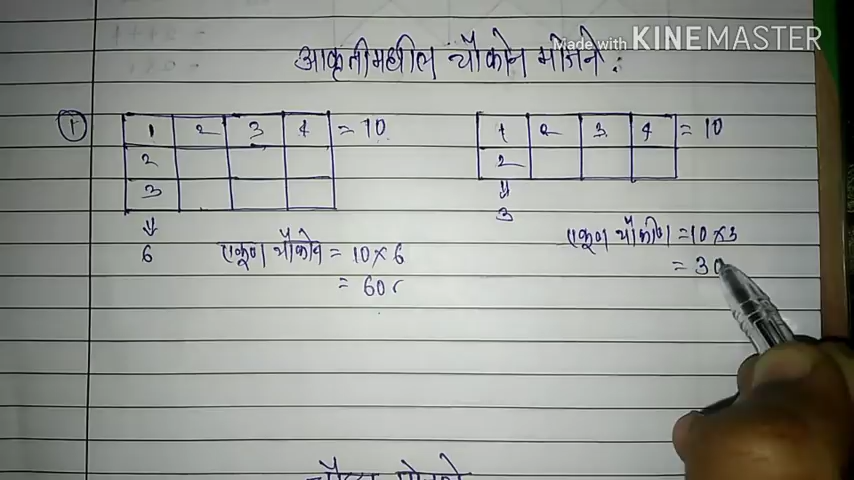 Made with KINEMASTER
आकृतीमधील चौकोन मोजने :
1
1 2 3 4 = 10
2
3
↓
6
एकूण चौकोन = 10 × 6
= 60
1 2 3 4 = 10
2
↓
3
एकूण चौकोन = 10 × 3
= 30